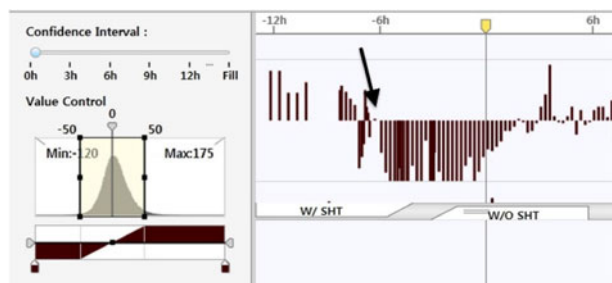 Confidence Interval :
0h 3h 6h 9h 12h ... Fill
Value Control
0
-50 50
Min:-120 Max:175
-12h -6h 6h
W/ SHT W/O SHT